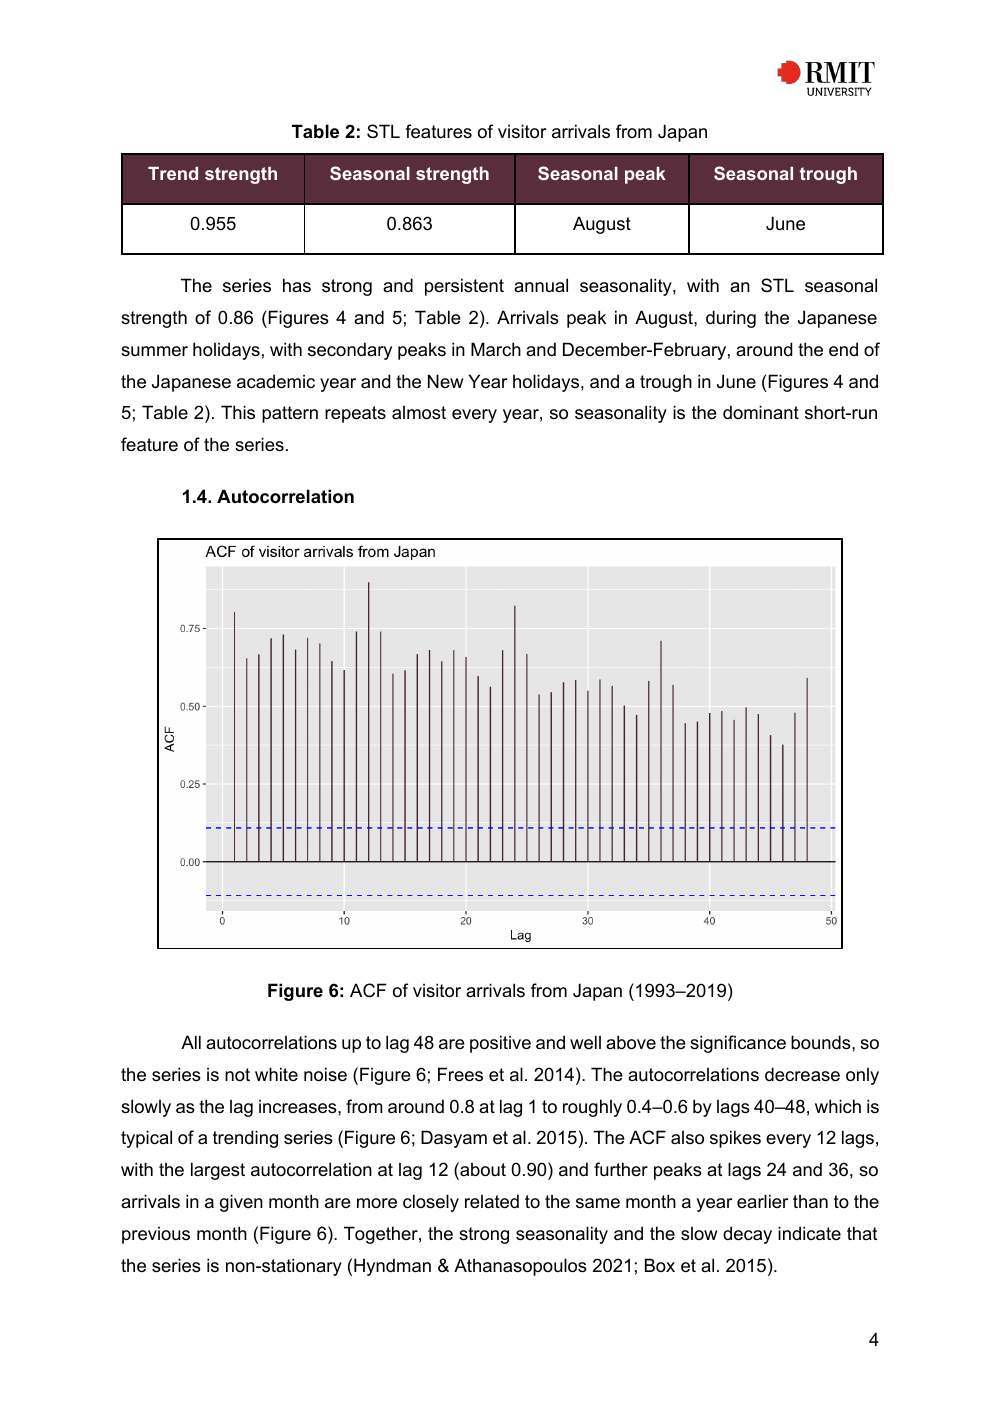 RMIT
UNIVERSITY
Table 2: STL features of visitor arrivals from Japan
Trend strength Seasonal strength Seasonal peak Seasonal trough
0.955 0.863 August June
The series has strong and persistent annual seasonality, with an STL seasonal
strength of 0.86 (Figures 4 and 5; Table 2). Arrivals peak in August, during the Japanese
summer holidays, with secondary peaks in March and December-February, around the end of
the Japanese academic year and the New Year holidays, and a trough in June (Figures 4 and
5; Table 2). This pattern repeats almost every year, so seasonality is the dominant short-run
feature of the series.
1.4. Autocorrelation
ACF of visitor arrivals from Japan
0.75
0.50
ACF
0.25
0.00
0 10 20 30 40 50
Lag
Figure 6: ACF of visitor arrivals from Japan (1993–2019)
All autocorrelations up to lag 48 are positive and well above the significance bounds, so
the series is not white noise (Figure 6; Frees et al. 2014). The autocorrelations decrease only
slowly as the lag increases, from around 0.8 at lag 1 to roughly 0.4–0.6 by lags 40–48, which is
typical of a trending series (Figure 6; Dasyam et al. 2015). The ACF also spikes every 12 lags,
with the largest autocorrelation at lag 12 (about 0.90) and further peaks at lags 24 and 36, so
arrivals in a given month are more closely related to the same month a year earlier than to the
previous month (Figure 6). Together, the strong seasonality and the slow decay indicate that
the series is non-stationary (Hyndman & Athanasopoulos 2021; Box et al. 2015).
4